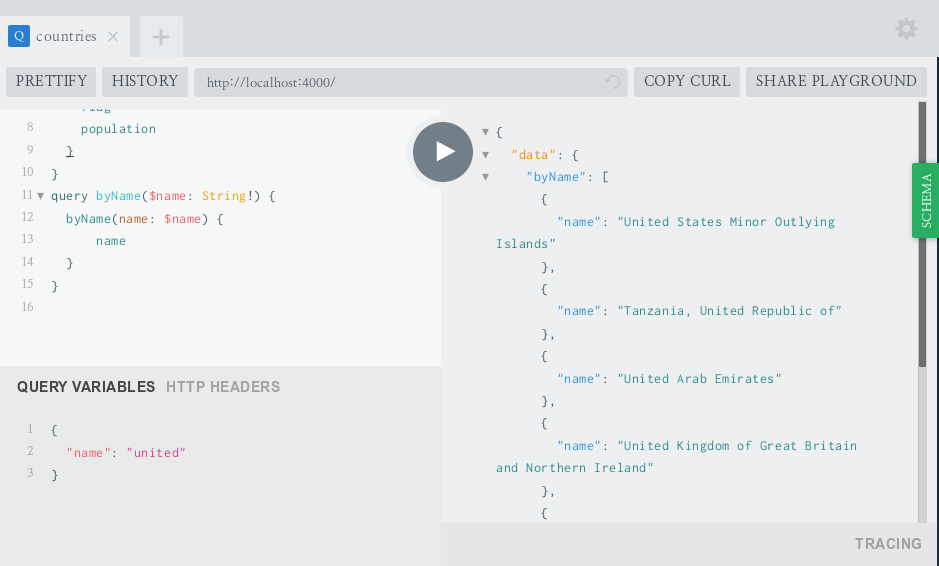 Q countries
PRETTIFY HISTORY http://localhost:4000/ COPY CURL SHARE PLAYGROUND
flag
8 population
9 }
10 }
11 query byName($name: String!) {
12 byName(name: $name) {
13 name
14 }
15 }
16
QUERY VARIABLES HTTP HEADERS
1 {
2 "name": "united"
3 }
{
"data": {
"byName": [
{
"name": "United States Minor Outlying
Islands"
},
{
"name": "Tanzania, United Republic of"
},
{
"name": "United Arab Emirates"
},
{
"name": "United Kingdom of Great Britain
and Northern Ireland"
},
{
SCHEMA
TRACING